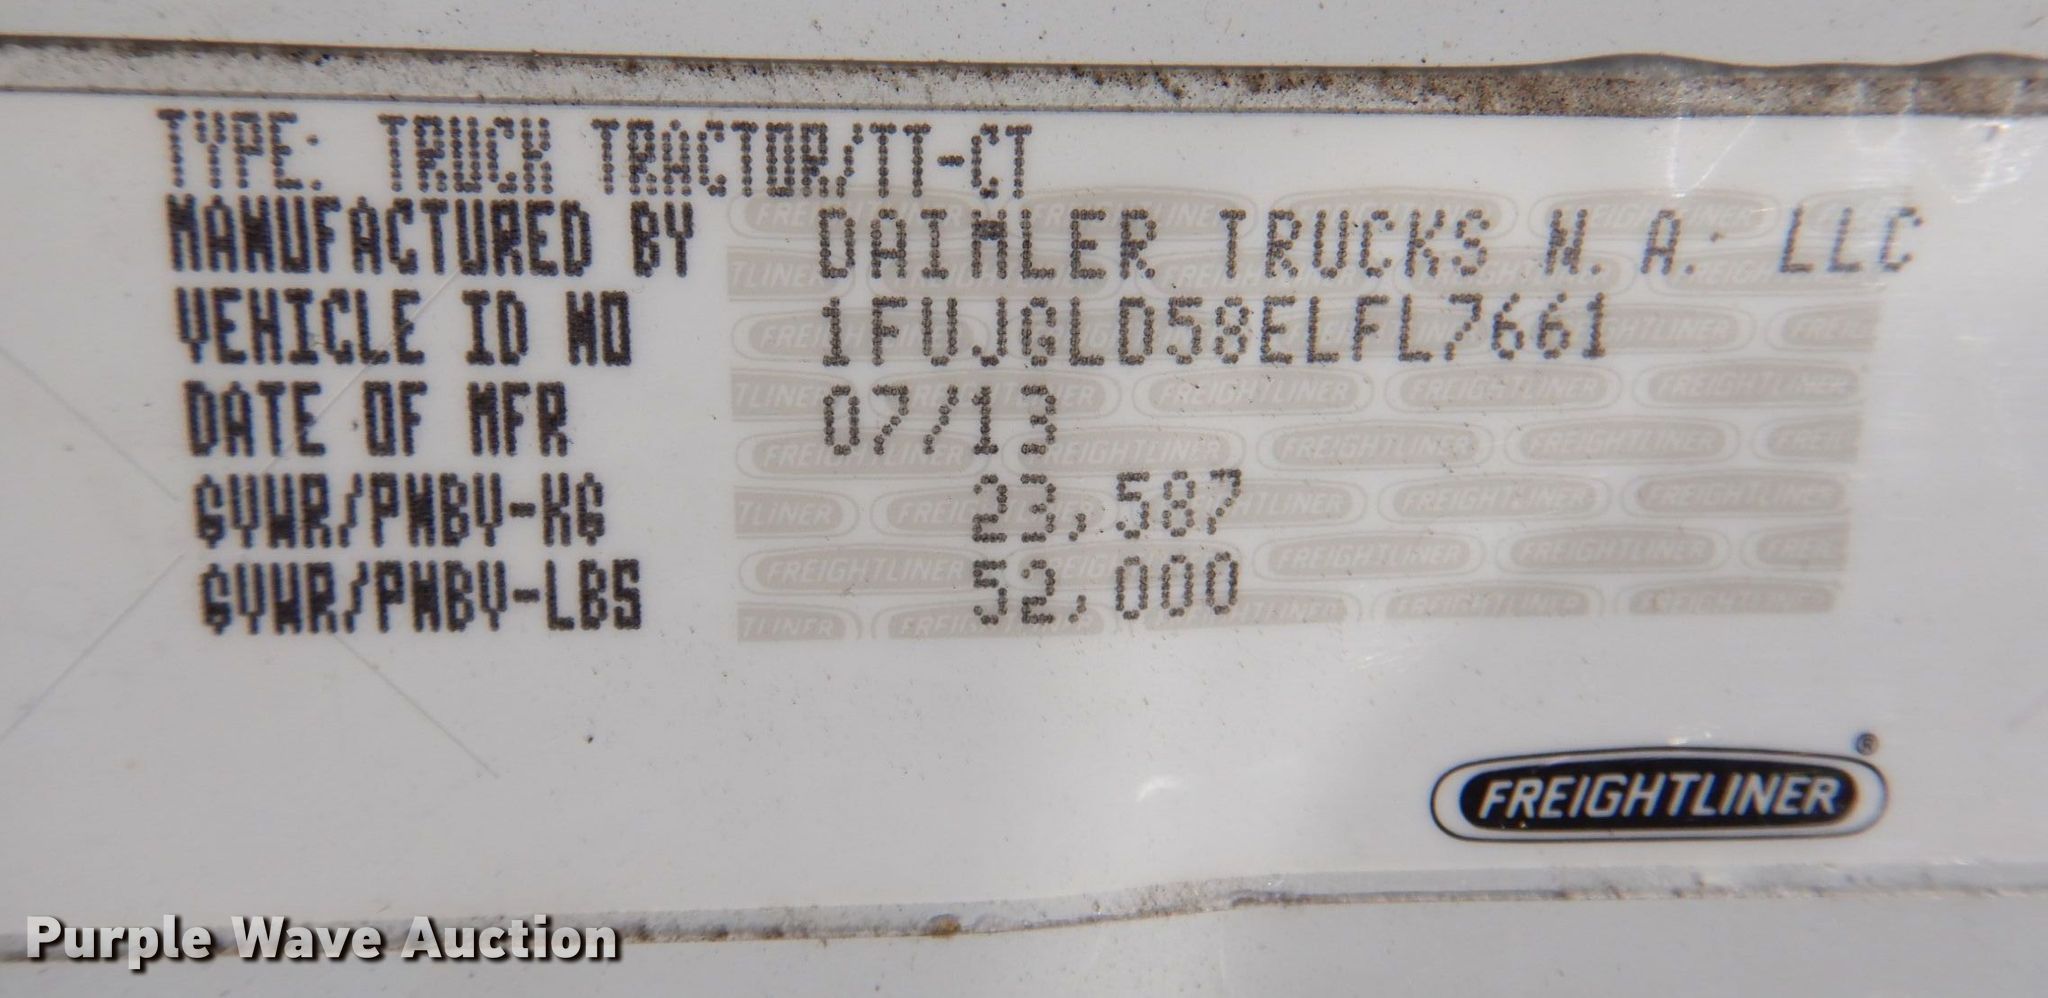 TYPE: TRUCK TRACTOR/TT-CT
MANUFACTURED BY DAIMLER TRUCKS N.A. LLC
VEHICLE ID NO 1FUJGLD58ELFL7661
DATE OF MFR 07/13
GVWR/PNBV-KG 23,587
GVWR/PNBV-LBS 52,000
FREIGHTLINER®
Purple Wave Auction